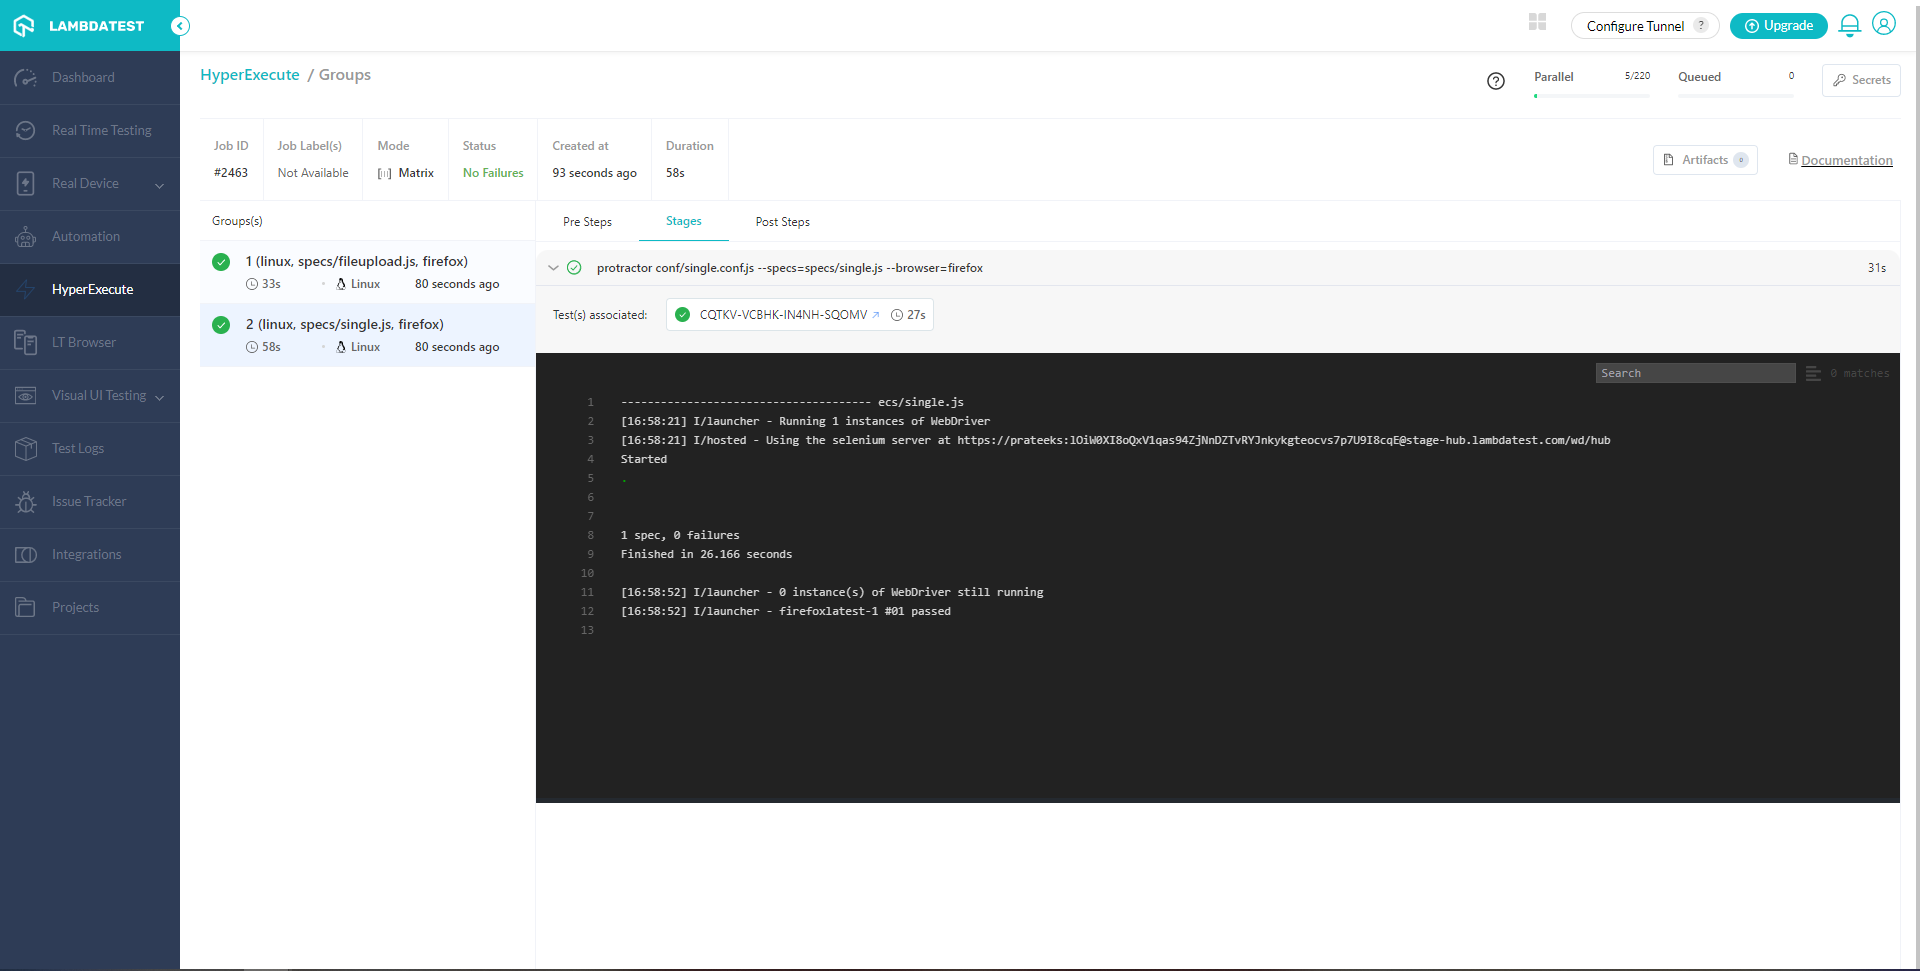 LAMBDATEST
Configure Tunnel ?
Upgrade
Dashboard
Real Time Testing
Real Device
Automation
HyperExecute
LT Browser
Visual UI Testing
Test Logs
Issue Tracker
Integrations
Projects
HyperExecute / Groups
?
Parallel 5/220
Queued 0
Secrets
Job ID
#2463
Job Label(s)
Not Available
Mode
Matrix
Status
No Failures
Created at
93 seconds ago
Duration
58s
Artifacts 0
Documentation
Groups(s)
1 (linux, specs/fileupload.js, firefox)
33s Linux 80 seconds ago
2 (linux, specs/single.js, firefox)
58s Linux 80 seconds ago
Pre Steps Stages Post Steps
protractor conf/single.conf.js --specs=specs/single.js --browser=firefox 31s
Test(s) associated: CQTKV-VCBHK-IN4NH-SQOMV 27s
Search 0 matches
1 -------------------------------------- ecs/single.js
2 [16:58:21] I/launcher - Running 1 instances of WebDriver
3 [16:58:21] I/hosted - Using the selenium server at https://prateeks:lOiW0XI8oQxV1qas94ZjNnDZTvRYJnkykgteocvs7p7U9I8cqE@stage-hub.lambdatest.com/wd/hub
4 Started
5 .
6
7
8 1 spec, 0 failures
9 Finished in 26.166 seconds
10
11 [16:58:52] I/launcher - 0 instance(s) of WebDriver still running
12 [16:58:52] I/launcher - firefoxlatest-1 #01 passed
13